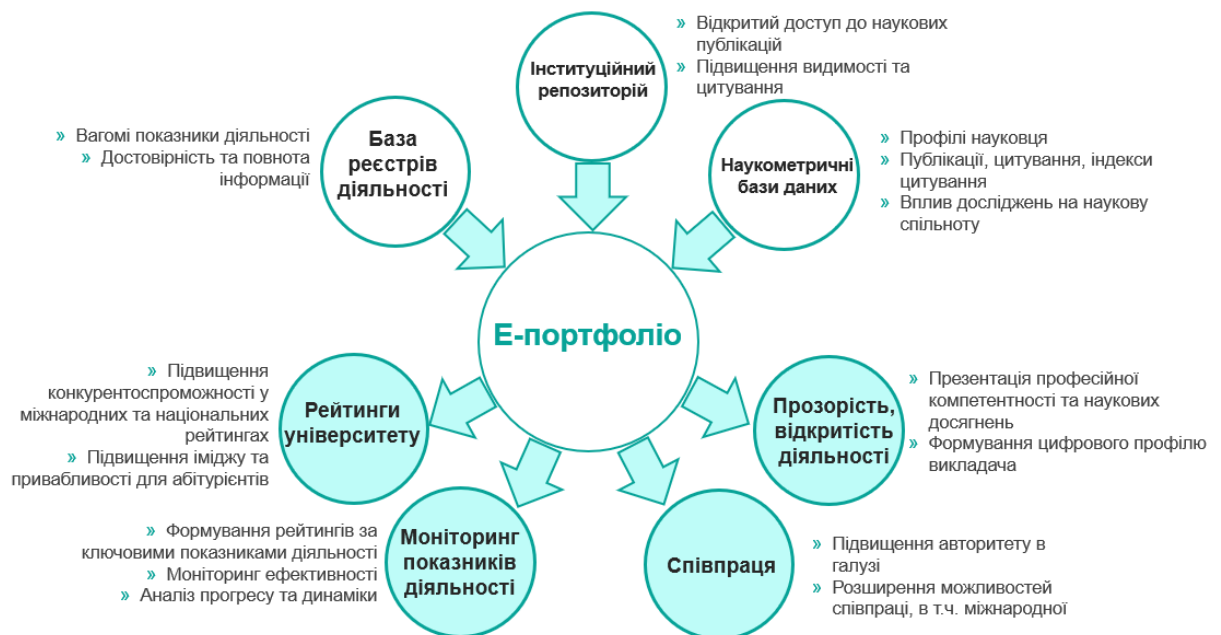 » Відкритий доступ до наукових
публікацій
» Підвищення видимості та
цитування
Інституційний
репозиторій
» Вагомі показники діяльності
» Достовірність та повнота
інформації
База
реєстрів
діяльності
Наукометричні
бази даних
» Профілі науковця
» Публікації, цитування, індекси
цитування
» Вплив досліджень на наукову
спільноту
Е-портфоліо
» Підвищення
конкурентоспроможності у
міжнародних та національних
рейтингах
» Підвищення іміджу та
привабливості для абітурієнтів
Рейтинги
університету
Прозорість,
відкритість
діяльності
» Презентація професійної
компетентності та наукових
досягнень
» Формування цифрового профілю
викладача
» Формування рейтингів за
ключовими показниками діяльності
» Моніторинг ефективності
» Аналіз прогресу та динаміки
Моніторинг
показників
діяльності
Співпраця
» Підвищення авторитету в
галузі
» Розширення можливостей
співпраці, в т.ч. міжнародної